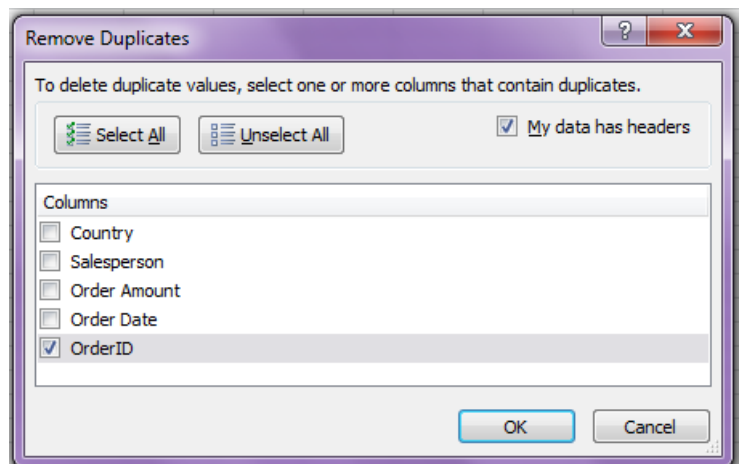 Remove Duplicates
?
To delete duplicate values, select one or more columns that contain duplicates.
Select All Unselect All My data has headers
Columns
Country
Salesperson
Order Amount
Order Date
OrderID
OK Cancel